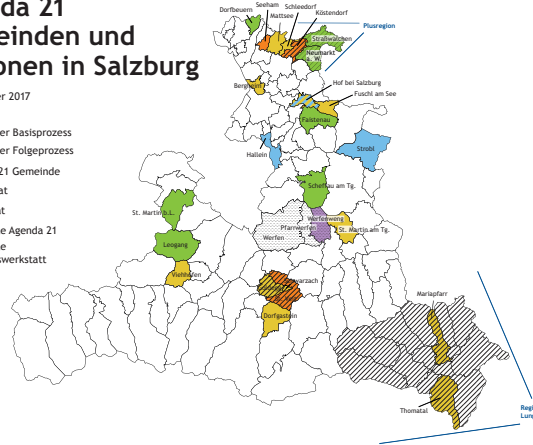 da 21
einden und
onen in Salzburg
er 2017
er Basisprozess
er Folgeprozess
21 Gemeinde
at
t
e Agenda 21
e
swerkstatt
Dorfbeuern
Seeham
Mattsee
Schleedorf
Köstendorf
Plusregion
Straßwalchen
Neumarkt
a. W.
Bergheim
Hof bei Salzburg
Fuschl am See
Faistenau
Hallein
Strobl
Scheffau am Tg.
St. Martin b.L.
Werfenweng
Pfarrwerfen
St. Martin am Tg.
Werfen
Leogang
Viehhofen
Schwarzach
Dorfgastein
Mariapfarr
Thomatal
Regi
Lung